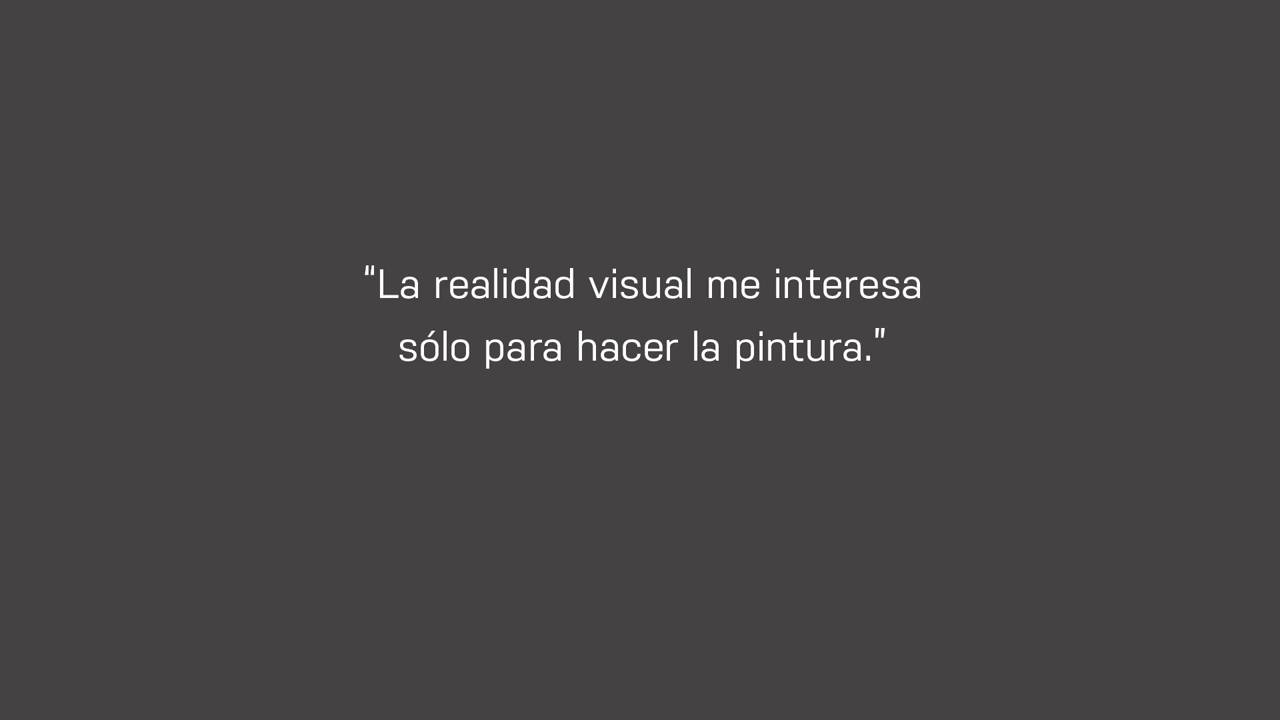 “La realidad visual me interesa
sólo para hacer la pintura.”